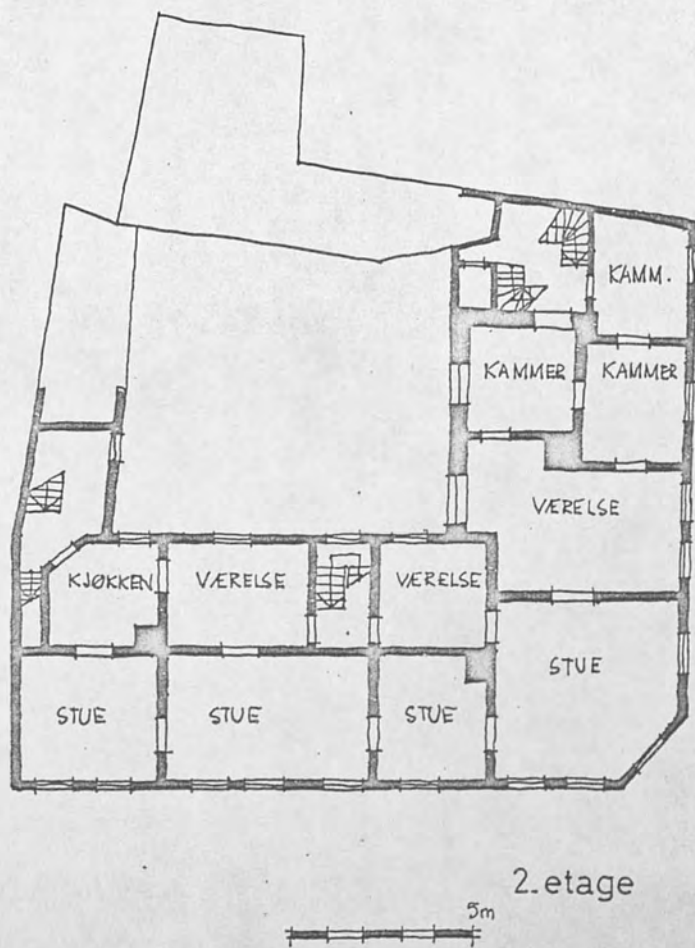 KAMM.
KAMMER
KAMMER
VÆRELSE
KJØKKEN
VÆRELSE
VÆRELSE
STUE
STUE
STUE
STUE
2. etage
5m